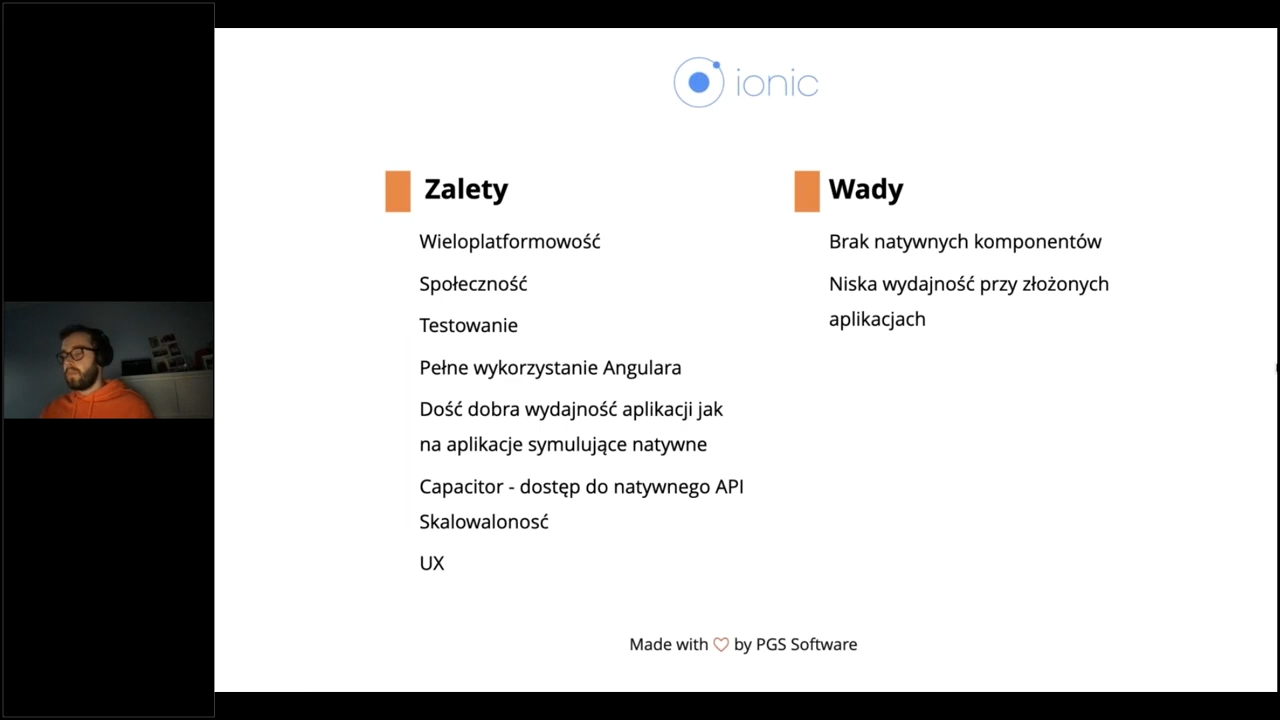 ionic
Zalety
Wieloplatformowość
Społeczność
Testowanie
Pełne wykorzystanie Angulara
Dość dobra wydajność aplikacji jak
na aplikacje symulujące natywne
Capacitor - dostęp do natywnego API
Skalowalonosć
UX
Wady
Brak natywnych komponentów
Niska wydajność przy złożonych
aplikacjach
Made with ♡ by PGS Software